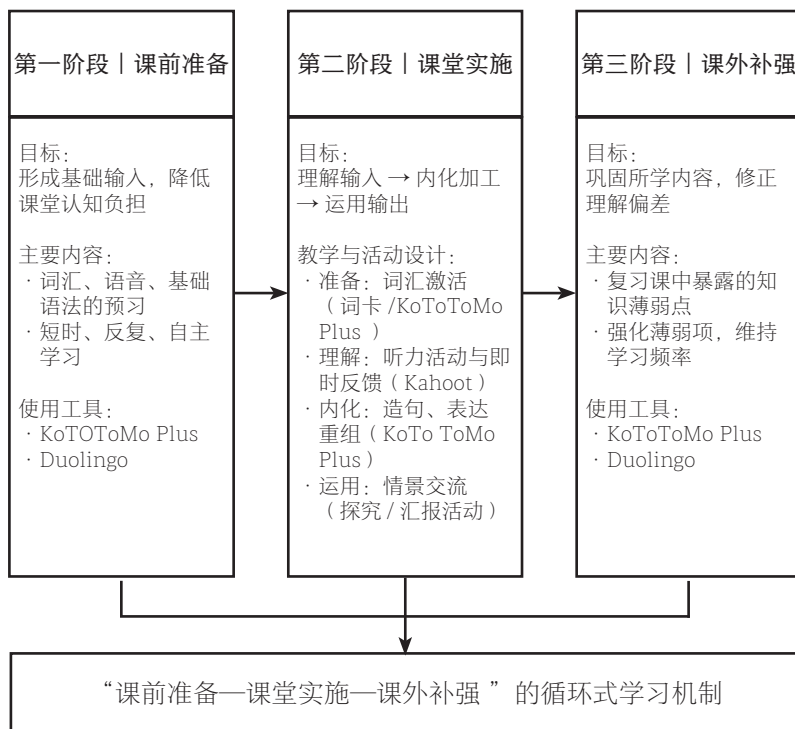 第一阶段｜课前准备
目标：
形成基础输入，降低
课堂认知负担
主要内容：
· 词汇、语音、基础
语法的预习
· 短时、反复、自主
学习
使用工具：
· KoTOToMo Plus
· Duolingo
第二阶段｜课堂实施
目标：
理解输入 → 内化加工
→ 运用输出
教学与活动设计：
· 准备：词汇激活
（词卡 /KoToToMo
Plus ）
· 理解：听力活动与即
时反馈（ Kahoot ）
· 内化：造句、表达
重组（ KoTo ToMo
Plus ）
· 运用：情景交流
（ 探究 / 汇报活动 ）
第三阶段｜课外补强
目标：
巩固所学内容，修正
理解偏差
主要内容：
· 复习课中暴露的知
识薄弱点
· 强化薄弱项，维持
学习频率
使用工具：
· KoToToMo Plus
· Duolingo
“课前准备—课堂实施—课外补强 ” 的循环式学习机制